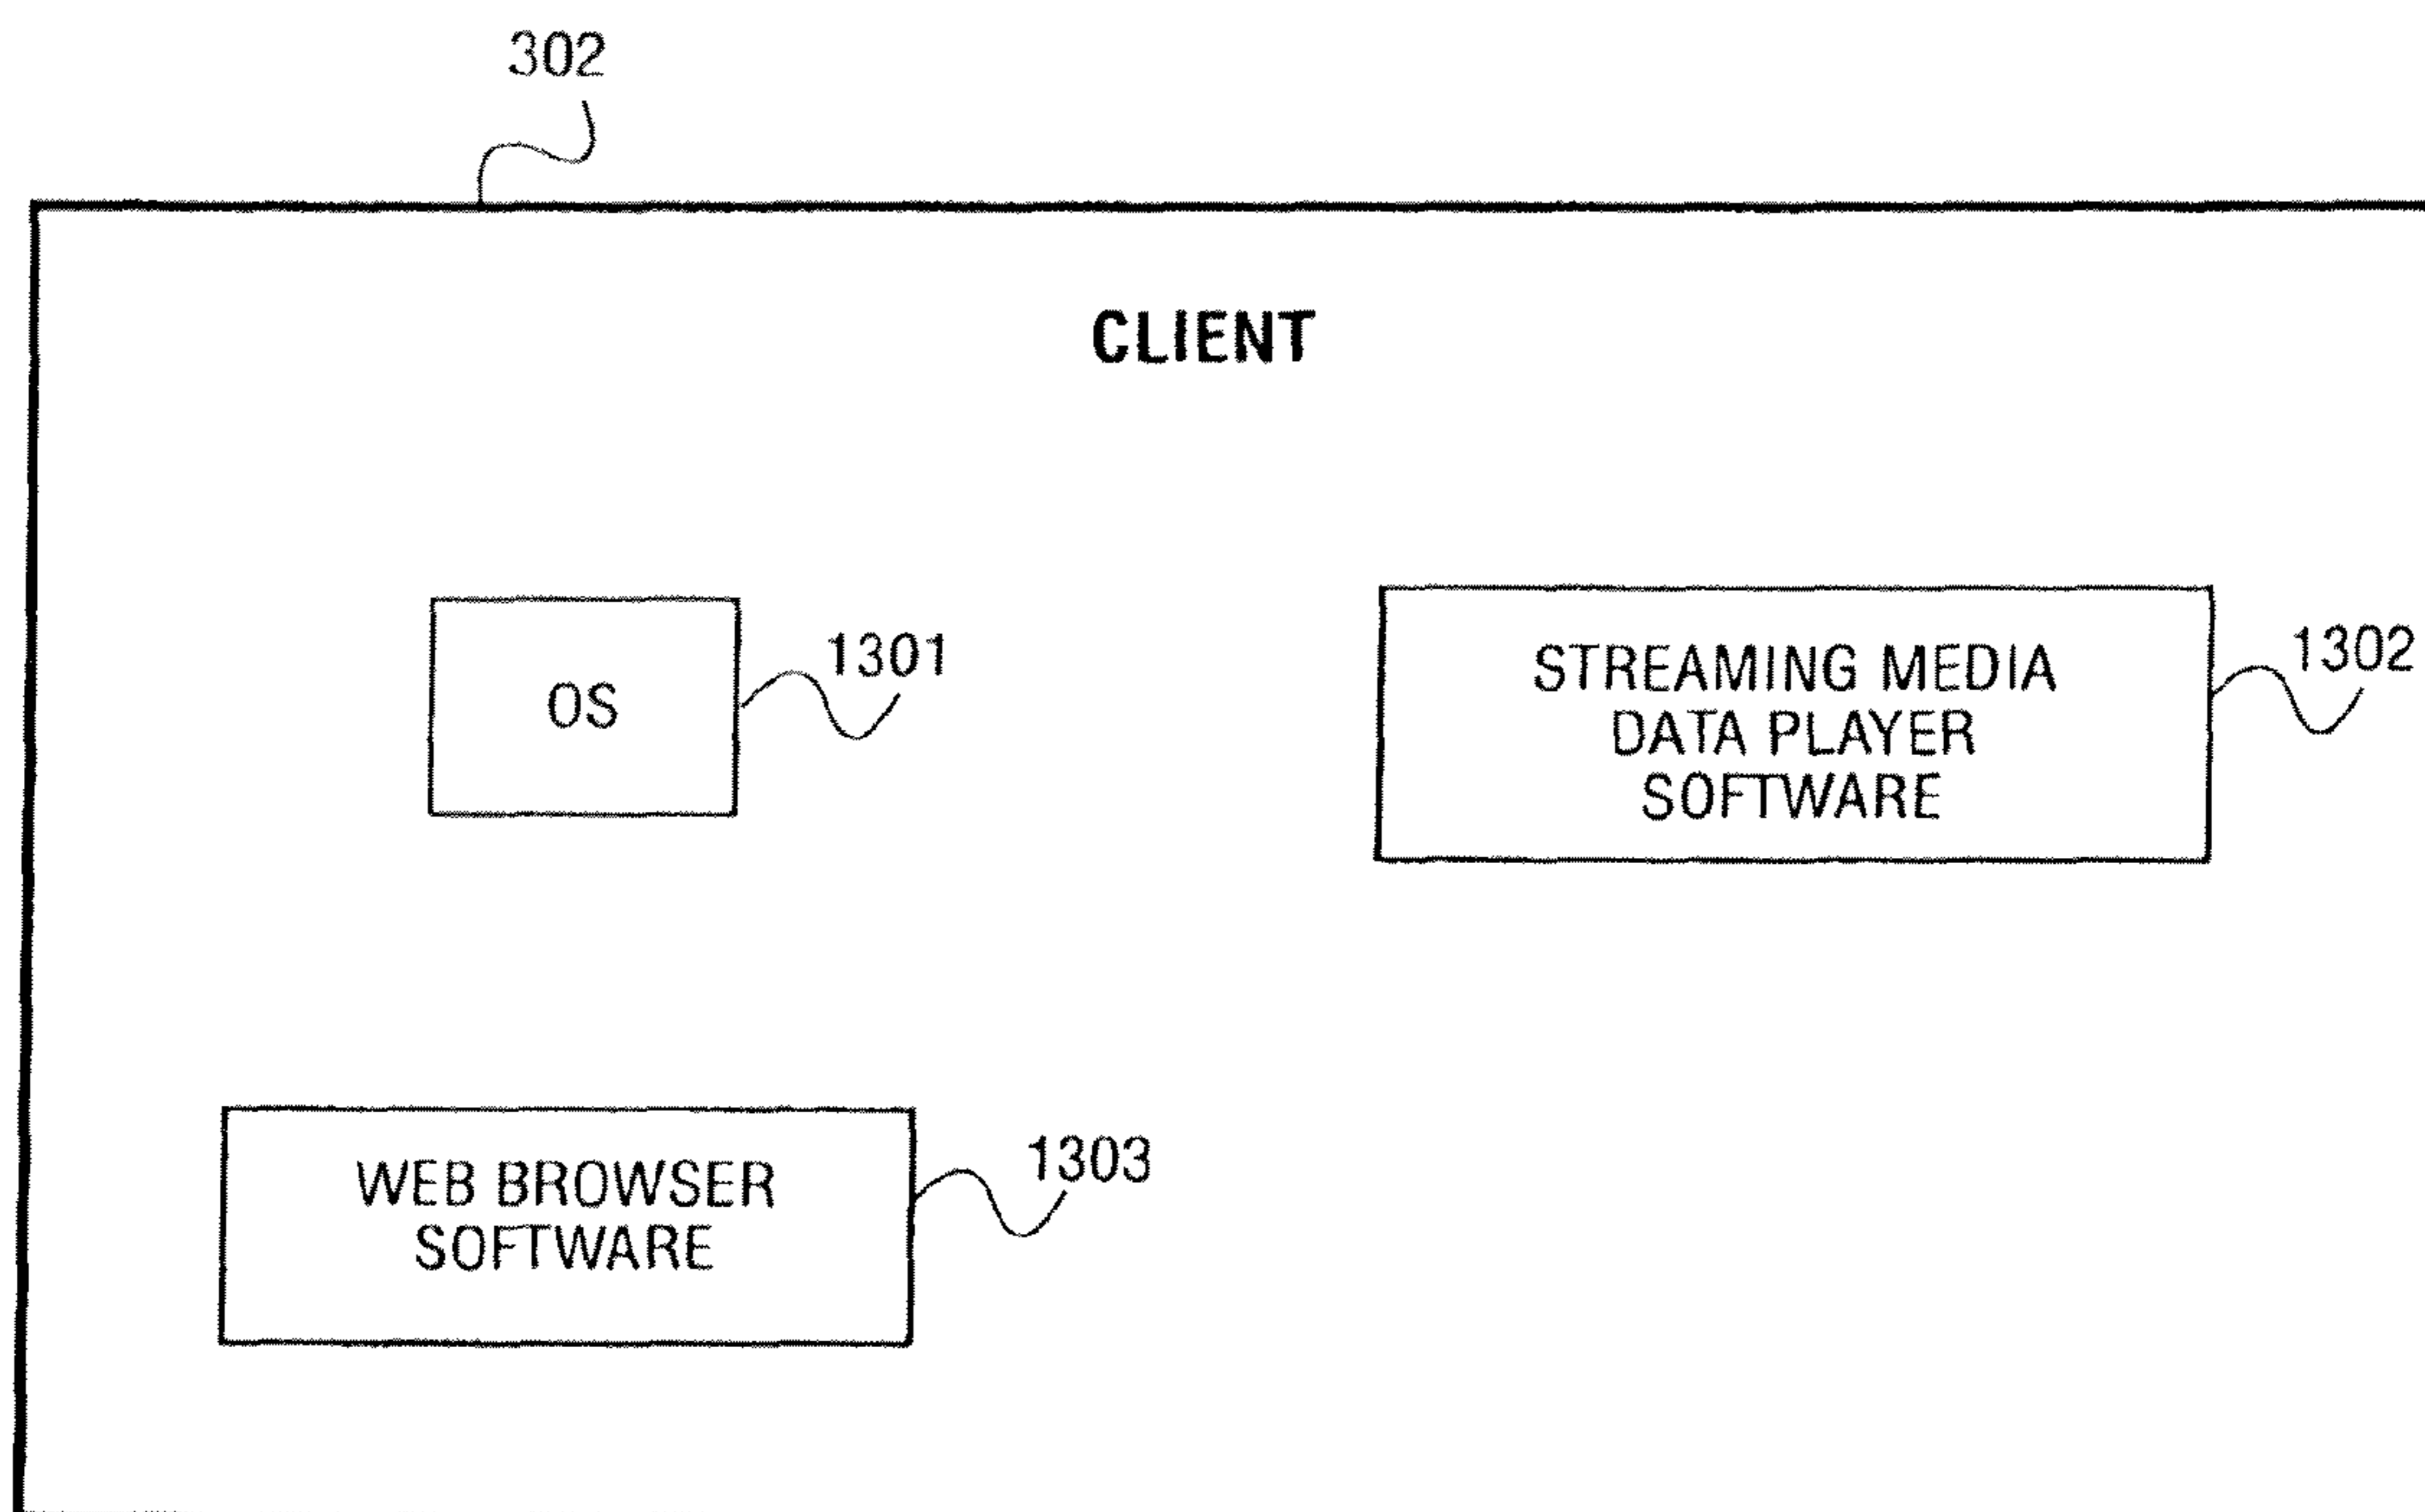 302
CLIENT
OS
1301
STREAMING MEDIA
DATA PLAYER
SOFTWARE
1302
WEB BROWSER
SOFTWARE
1303